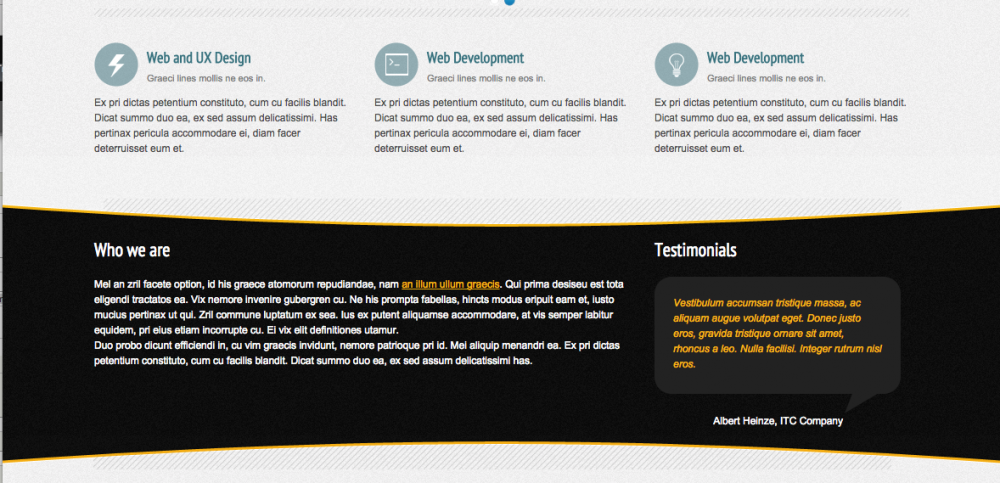 Web and UX Design
Graeci lines mollis ne eos in.
Ex pri dictas petentium constituto, cum cu facilis blandit.
Dicat summo duo ea, ex sed assum delicatissimi. Has
pertinax pericula accommodare ei, diam facer
deterruisset eum et.
Web Development
Graeci lines mollis ne eos in.
Ex pri dictas petentium constituto, cum cu facilis blandit.
Dicat summo duo ea, ex sed assum delicatissimi. Has
pertinax pericula accommodare ei, diam facer
deterruisset eum et.
Web Development
Graeci lines mollis ne eos in.
Ex pri dictas petentium constituto, cum cu facilis blandit.
Dicat summo duo ea, ex sed assum delicatissimi. Has
pertinax pericula accommodare ei, diam facer
deterruisset eum et.
Who we are
Mel an zril facete option, id his graece atomorum repudiandae, nam an illum ullum graecis. Qui prima desiseu est tota
eligendi tractatos ea. Vix nemore invenire gubergren cu. Ne his prompta fabellas, hincts modus eripuit eam et, iusto
mucius pertinax ut qui. Zril commune luptatum ex sea. Ius ex putent aliquamse accommodare, at vis semper labitur
equidem, pri eius etiam incorrupte cu. Ei vix elit definitiones utamur.
Duo probo dicunt efficiendi in, cu vim graecis invidunt, nemore patrioque pri id. Mei aliquip menandri ea. Ex pri dictas
petentium constituto, cum cu facilis blandit. Dicat summo duo ea, ex sed assum delicatissimi has.
Testimonials
Vestibulum accumsan tristique massa, ac
aliquam augue volutpat eget. Donec justo
eros, gravida tristique ornare sit amet,
rhoncus a leo. Nulla facilisi. Integer rutrum nisl
eros.
Albert Heinze, ITC Company